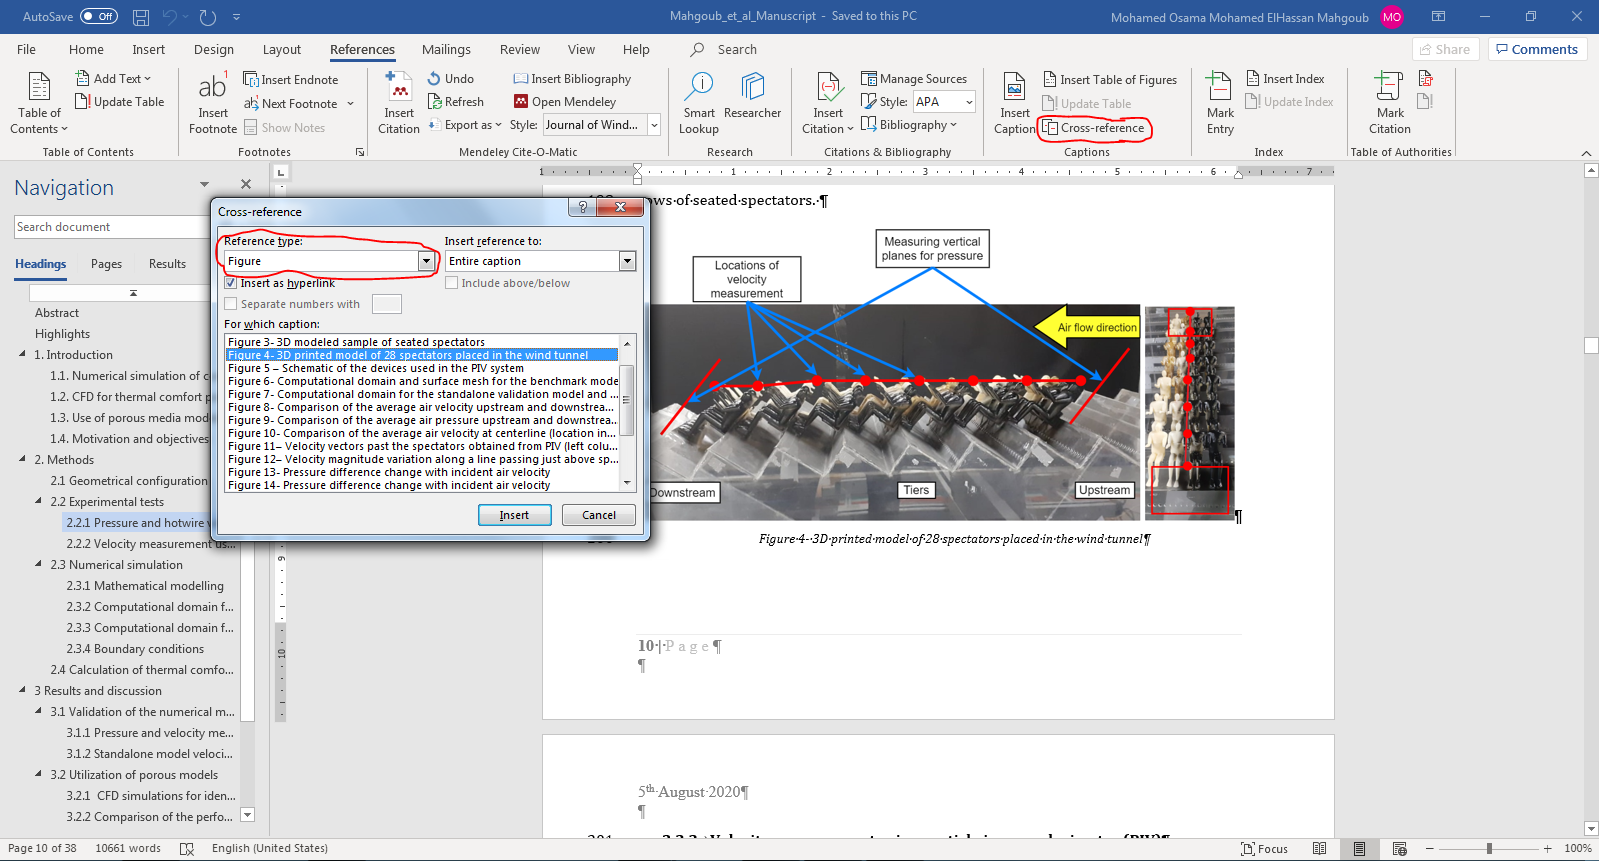 AutoSave Off
Mahgoub_et_al_Manuscript - Saved to this PC
Mohamed Osama Mohamed ElHassan Mahgoub MO
File Home Insert Design Layout References Mailings Review View Help Search
Share Comments
Table of Contents
Add Text
Update Table
Table of Contents
ab 1
Insert Footnote
Insert Endnote
Next Footnote
Show Notes
Footnotes
Insert Citation
Undo
Refresh
Export as
Insert Bibliography
Open Mendeley
Style: Journal of Wind...
Mendeley Cite-O-Matic
Smart Lookup
Researcher
Research
Insert Citation
Manage Sources
Style: APA
Bibliography
Citations & Bibliography
Insert Caption
Insert Table of Figures
Update Table
Cross-reference
Captions
Mark Entry
Insert Index
Update Index
Index
Mark Citation
Table of Authorities
Navigation
Search document
Headings Pages Results
Abstract
Highlights
1. Introduction
1.1. Numerical simulation of c
1.2. CFD for thermal comfort p
1.3. Use of porous media mod
1.4. Motivation and objectives
2. Methods
2.1 Geometrical configuration
2.2 Experimental tests
2.2.1 Pressure and hotwire v
2.2.2 Velocity measurement us...
2.3 Numerical simulation
2.3.1 Mathematical modelling
2.3.2 Computational domain f...
2.3.3 Computational domain f...
2.3.4 Boundary conditions
2.4 Calculation of thermal comfo...
3 Results and discussion
3.1 Validation of the numerical m...
3.1.1 Pressure and velocity me...
3.1.2 Standalone model veloci...
3.2 Utilization of porous models
3.2.1 CFD simulations for iden...
3.2.2 Comparison of the perfo...
Cross-reference
Reference type:
Figure
Insert reference to:
Entire caption
Insert as hyperlink
Include above/below
Separate numbers with
For which caption:
Figure 3- 3D modeled sample of seated spectators
Figure 4- 3D printed model of 28 spectators placed in the wind tunnel
Figure 5 – Schematic of the devices used in the PIV system
Figure 6- Computational domain and surface mesh for the benchmark mode
Figure 7- Computational domain for the standalone validation model and ...
Figure 8- Comparison of the average air velocity upstream and downstrea...
Figure 9- Comparison of the average air pressure upstream and downstrea...
Figure 10- Comparison of the average air velocity at centerline (location in...
Figure 11– Velocity vectors past the spectators obtained from PIV (left colu...
Figure 12– Velocity magnitude variation along a line passing just above sp...
Figure 13- Pressure difference change with incident air velocity
Figure 14- Pressure difference change with incident air velocity
Insert Cancel
1 1 2 3 4 5 6 7
9
10
ows·of·seated·spectators.·¶
Locations of
velocity
measurement
Measuring vertical
planes for pressure
Air flow direction
Downstream
Tiers
Upstream
¶
Figure·4-·3D·printed·model·of·28·spectators·placed·in·the·wind·tunnel¶
10·|·Page¶
¶
5th·August·2020¶
¶
Page 10 of 38 10661 words English (United States)
Focus 100%